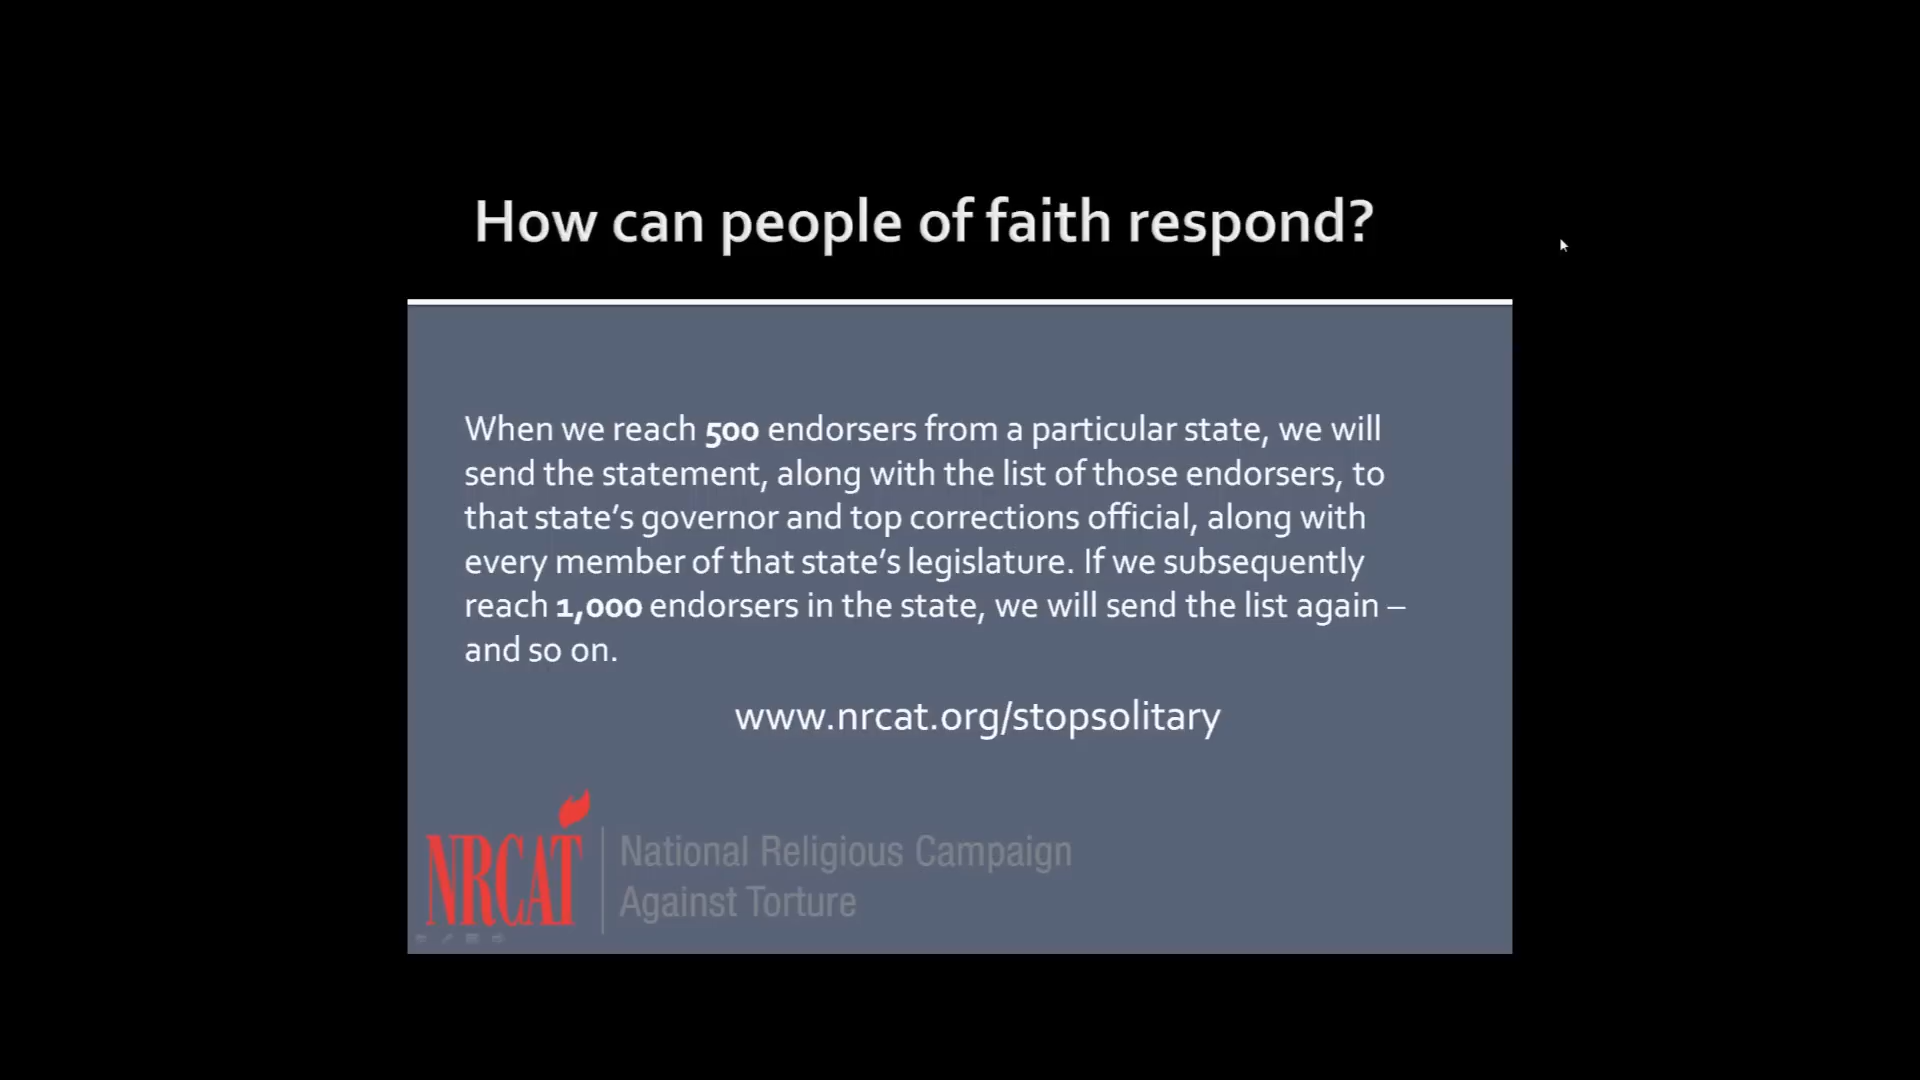 How can people of faith respond?
When we reach 500 endorsers from a particular state, we will
send the statement, along with the list of those endorsers, to
that state’s governor and top corrections official, along with
every member of that state’s legislature. If we subsequently
reach 1,000 endorsers in the state, we will send the list again –
and so on.
www.nrcat.org/stopsolitary
NRCAT
National Religious Campaign
Against Torture